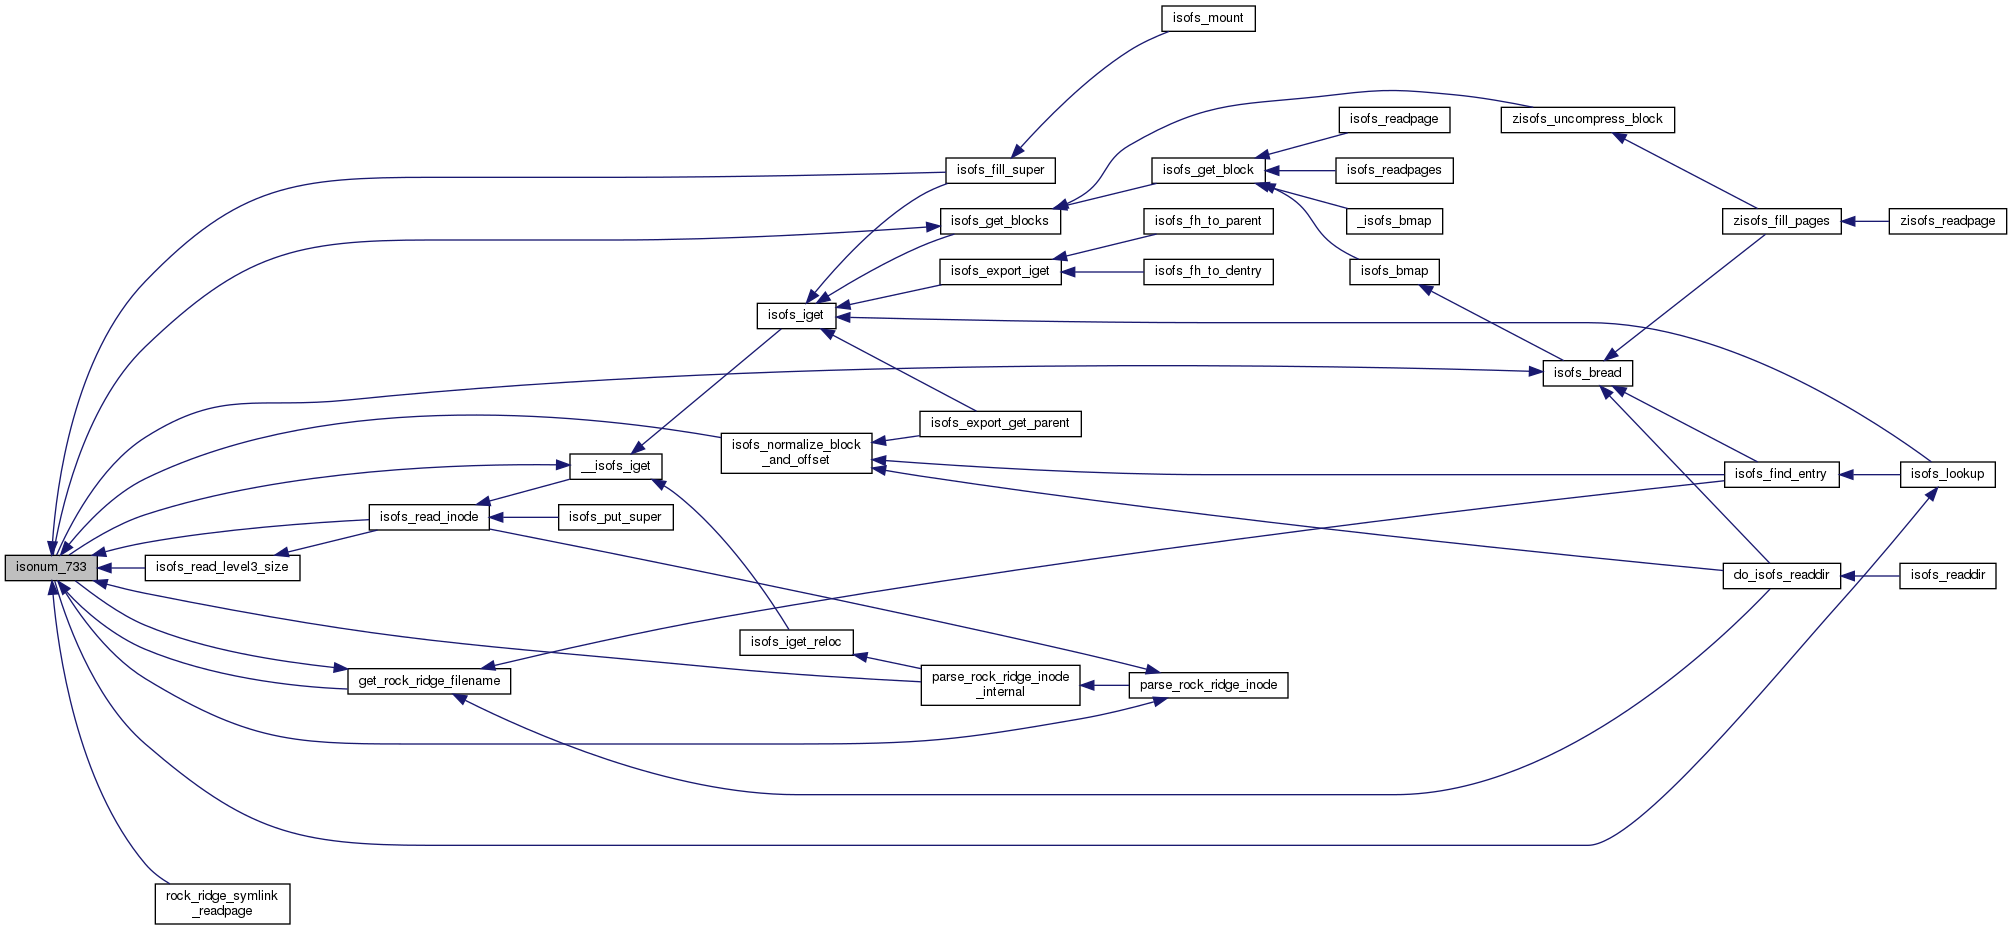 isofs_mount
isofs_readpage
zisofs_uncompress_block
isofs_fill_super
isofs_get_block
isofs_readpages
isofs_get_blocks
isofs_fh_to_parent
_isofs_bmap
zisofs_fill_pages
zisofs_readpage
isofs_export_iget
isofs_fh_to_dentry
isofs_bmap
isofs_iget
isofs_bread
isofs_export_get_parent
isofs_normalize_block
_and_offset
__isofs_iget
isofs_find_entry
isofs_lookup
isofs_read_inode
isofs_put_super
isonum_733
isofs_read_level3_size
do_isofs_readdir
isofs_readdir
isofs_iget_reloc
get_rock_ridge_filename
parse_rock_ridge_inode
_internal
parse_rock_ridge_inode
rock_ridge_symlink
_readpage